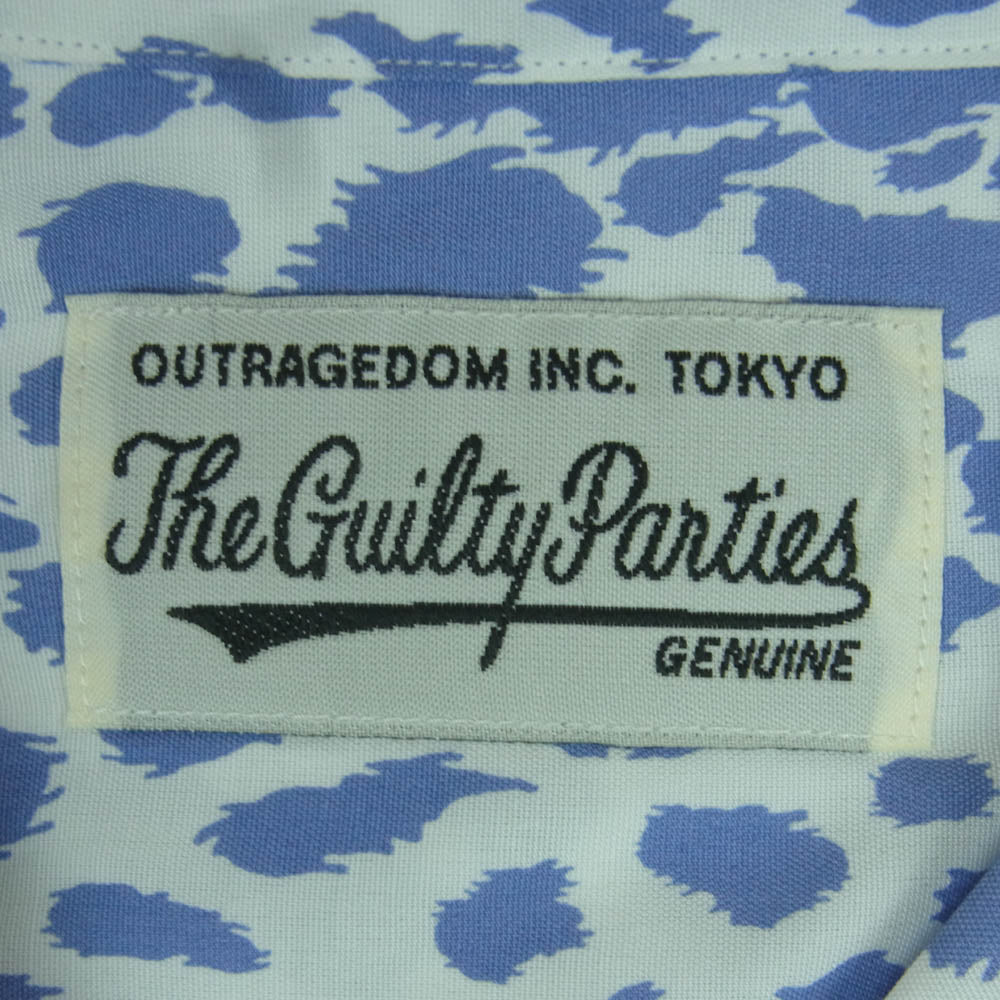 OUTRAGEDOM INC. TOKYO
The Guilty Parties
GENUINE